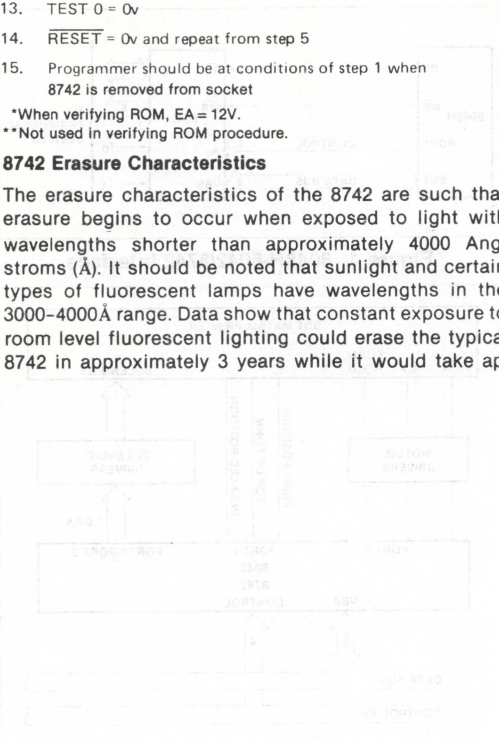 13. TEST 0 = 0v
14. RESET = 0v and repeat from step 5
15. Programmer should be at conditions of step 1 when
8742 is removed from socket
*When verifying ROM, EA = 12V.
**Not used in verifying ROM procedure.
8742 Erasure Characteristics
The erasure characteristics of the 8742 are such tha
erasure begins to occur when exposed to light with
wavelengths shorter than approximately 4000 Ang
stroms (Å). It should be noted that sunlight and certain
types of fluorescent lamps have wavelengths in the
3000-4000Å range. Data show that constant exposure to
room level fluorescent lighting could erase the typica
8742 in approximately 3 years while it would take ap